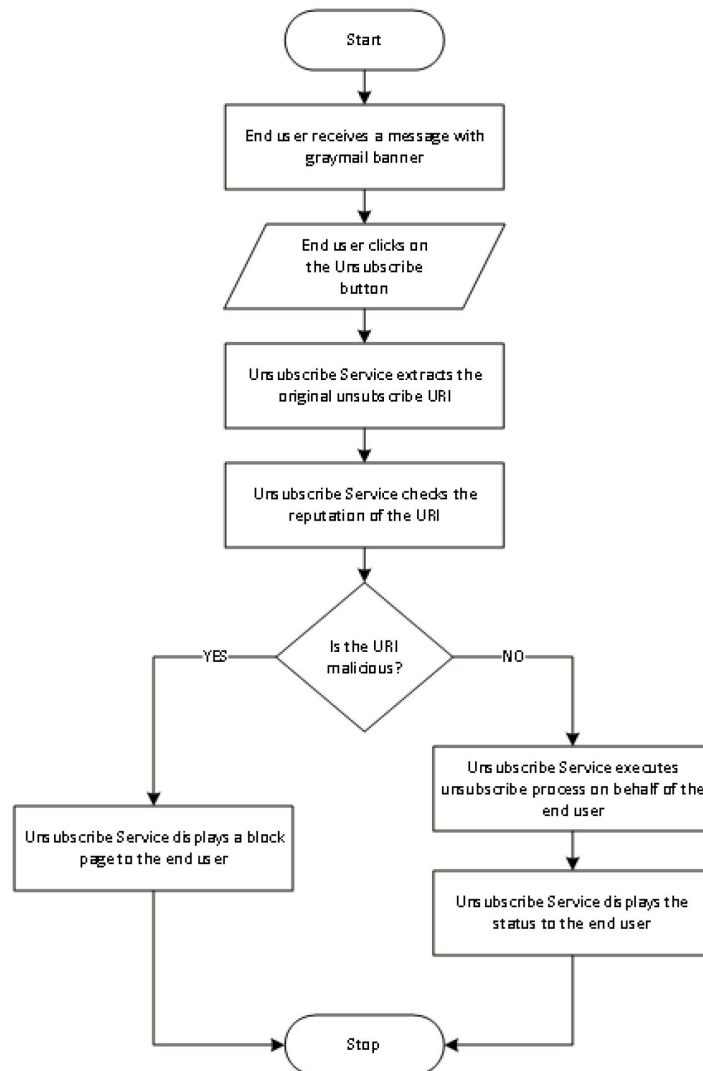 Start
End user receives a message with
graymail banner
End user clicks on
the Unsubscribe
button
Unsubscribe Service extracts the
original unsubscribe URI
Unsubscribe Service checks the
reputation of the URI
Is the URI
malicious?
YES
NO
Unsubscribe Service executes
unsubscribe process on behalf of the
end user
Unsubscribe Service displays a block
page to the end user
Unsubscribe Service displays the
status to the end user
Stop